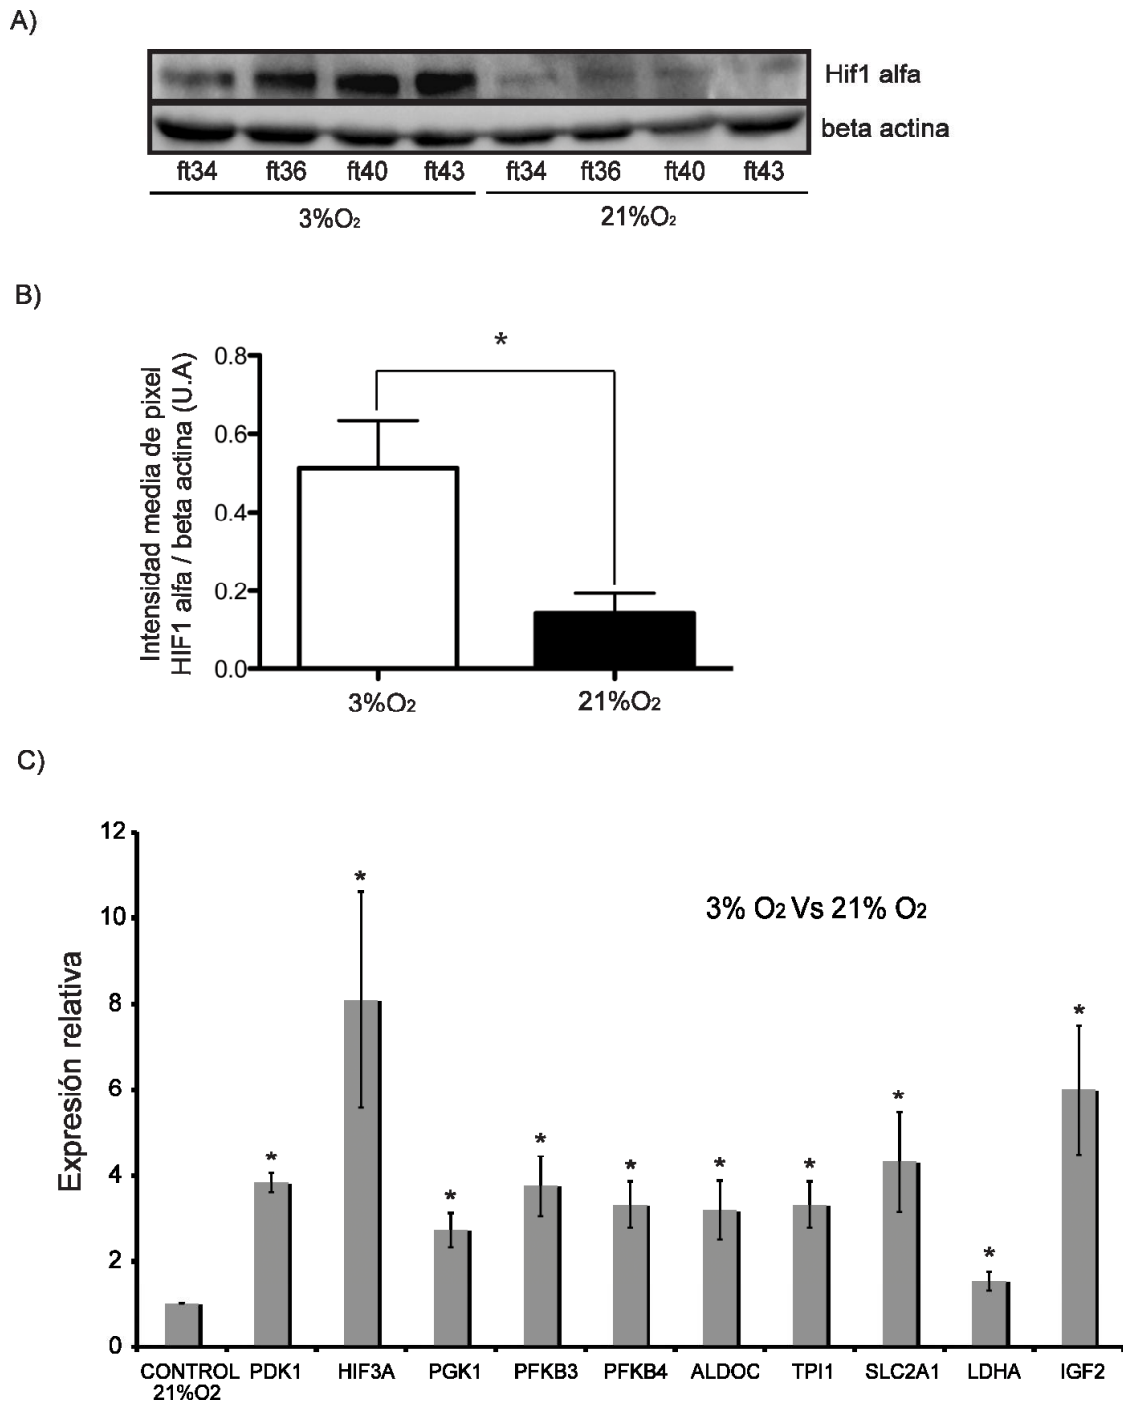 A)
Hif1 alfa
beta actina
ft34 ft36 ft40 ft43 ft34 ft36 ft40 ft43
3%O2 21%O2
B)
*
Intensidad media de pixel
HIF1 alfa / beta actina (U.A)
0.8
0.6
0.4
0.2
0.0
3%O2 21%O2
C)
Expresión relativa
12
10
8
6
4
2
0
3% O2 Vs 21% O2
* * * * * * * * * *
CONTROL PDK1 HIF3A PGK1 PFKB3 PFKB4 ALDOC TPI1 SLC2A1 LDHA IGF2
21%O2